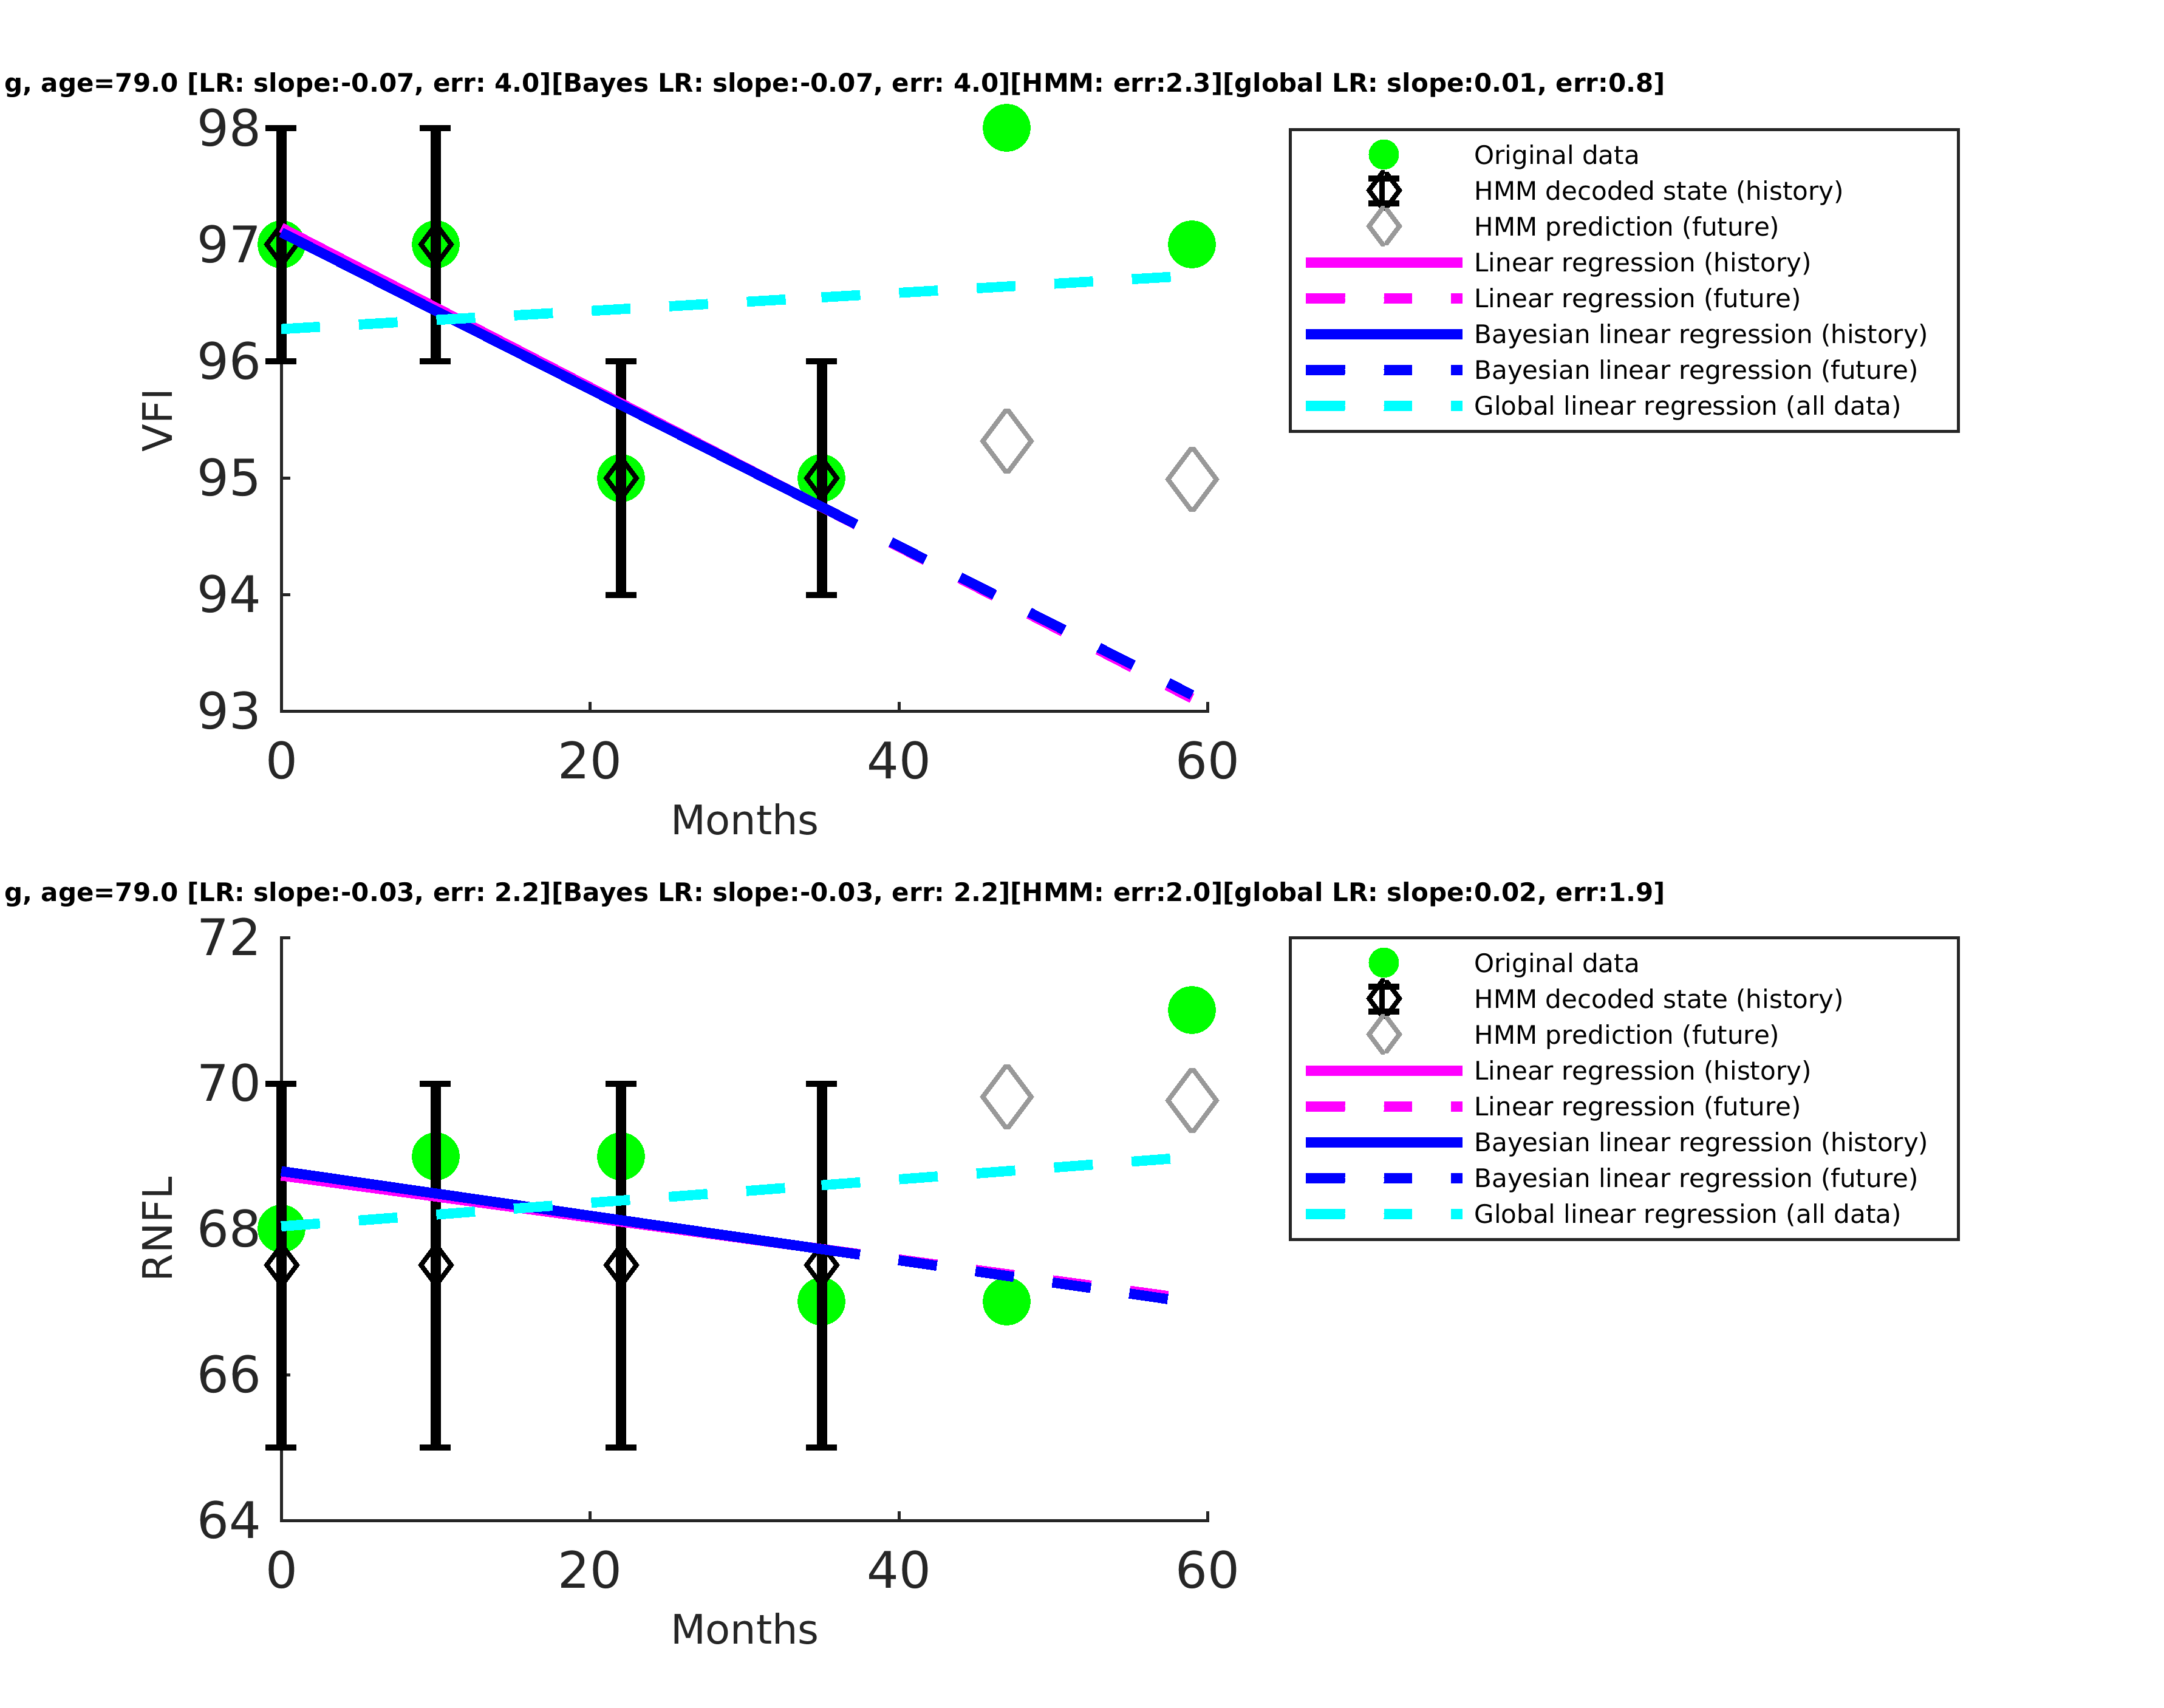 g, age=79.0 [LR: slope:-0.07, err: 4.0][Bayes LR: slope:-0.07, err: 4.0][HMM: err:2.3][global LR: slope:0.01, err:0.8]
98
97
96
95
94
93
VFI
0 20 40 60
Months
Original data
HMM decoded state (history)
HMM prediction (future)
Linear regression (history)
Linear regression (future)
Bayesian linear regression (history)
Bayesian linear regression (future)
Global linear regression (all data)
g, age=79.0 [LR: slope:-0.03, err: 2.2][Bayes LR: slope:-0.03, err: 2.2][HMM: err:2.0][global LR: slope:0.02, err:1.9]
72
70
68
66
64
RNFL
0 20 40 60
Months
Original data
HMM decoded state (history)
HMM prediction (future)
Linear regression (history)
Linear regression (future)
Bayesian linear regression (history)
Bayesian linear regression (future)
Global linear regression (all data)